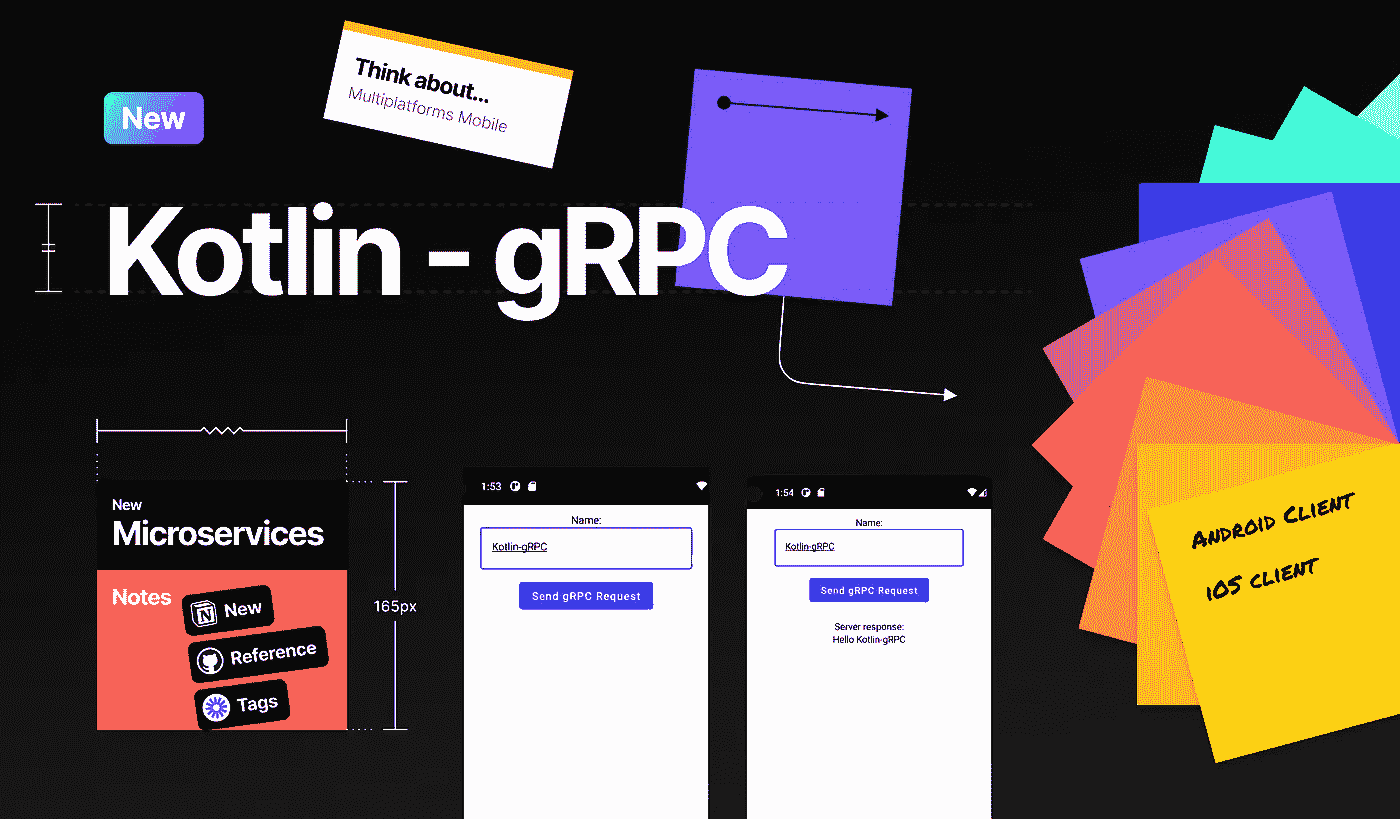 Think about...
Multiplatforms Mobile
New
Kotlin - gRPC
New
Microservices
Notes
New
Reference
Tags
165px
1:53
Name:
Kotlin-gRPC
Send gRPC Request
1:54
Name:
Kotlin-gRPC
Send gRPC Request
Server response:
Hello Kotlin-gRPC
Android Client
iOS client